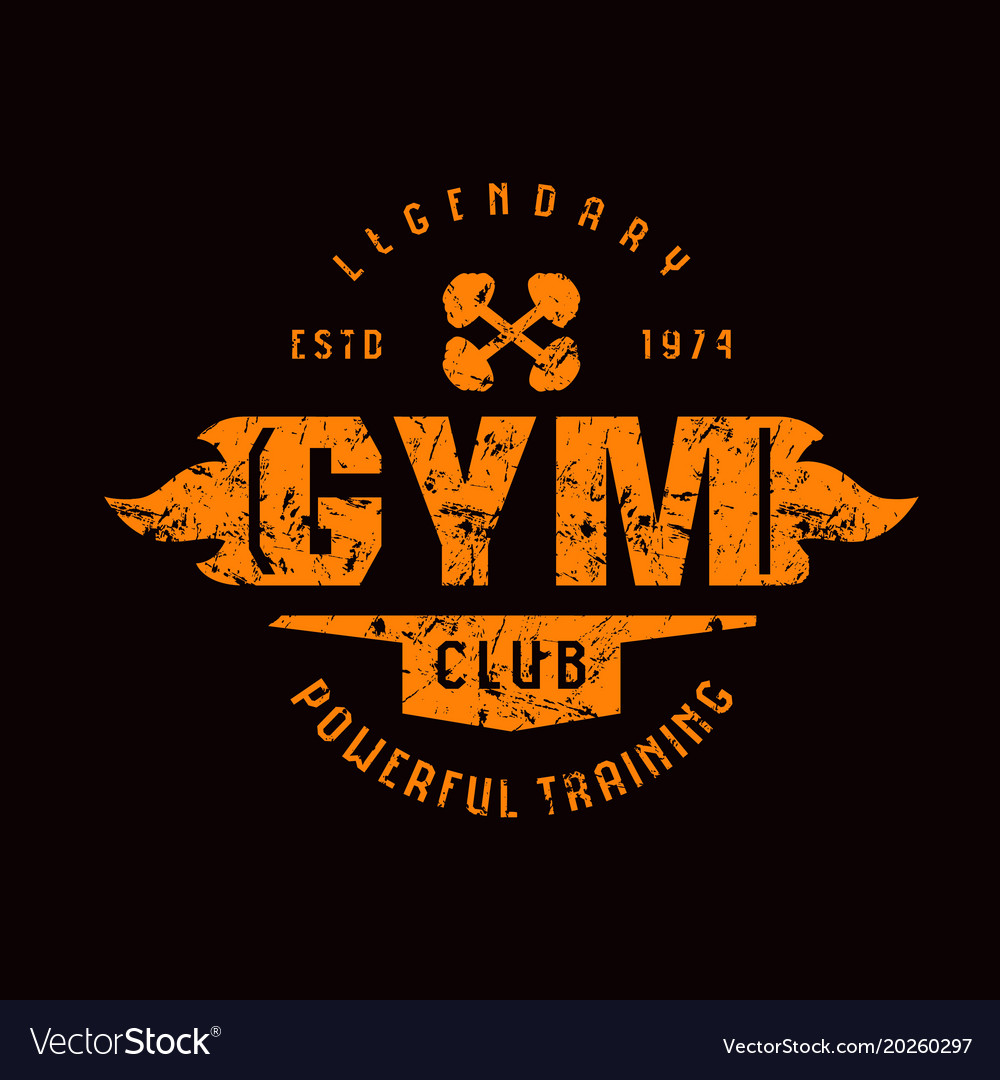 LEGENDARY
ESTD 1974
GYM
CLUB
POWERFUL TRAINING
VectorStock® VectorStock.com/20260297